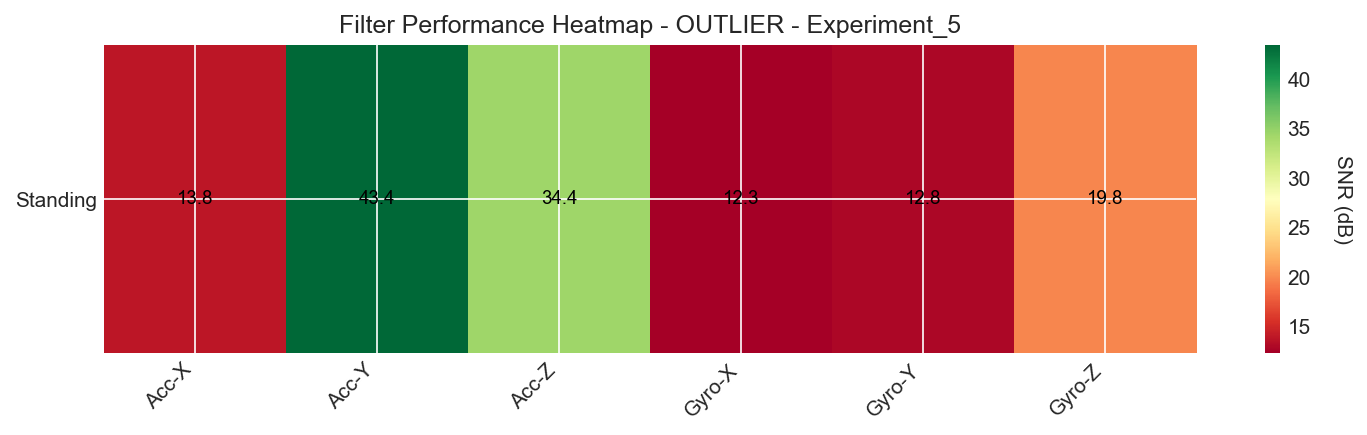 Filter Performance Heatmap - OUTLIER - Experiment_5
Standing
13.8 43.4 34.4 12.3 12.8 19.8
Acc-X Acc-Y Acc-Z Gyro-X Gyro-Y Gyro-Z
40
35
30
25
20
15
SNR (dB)